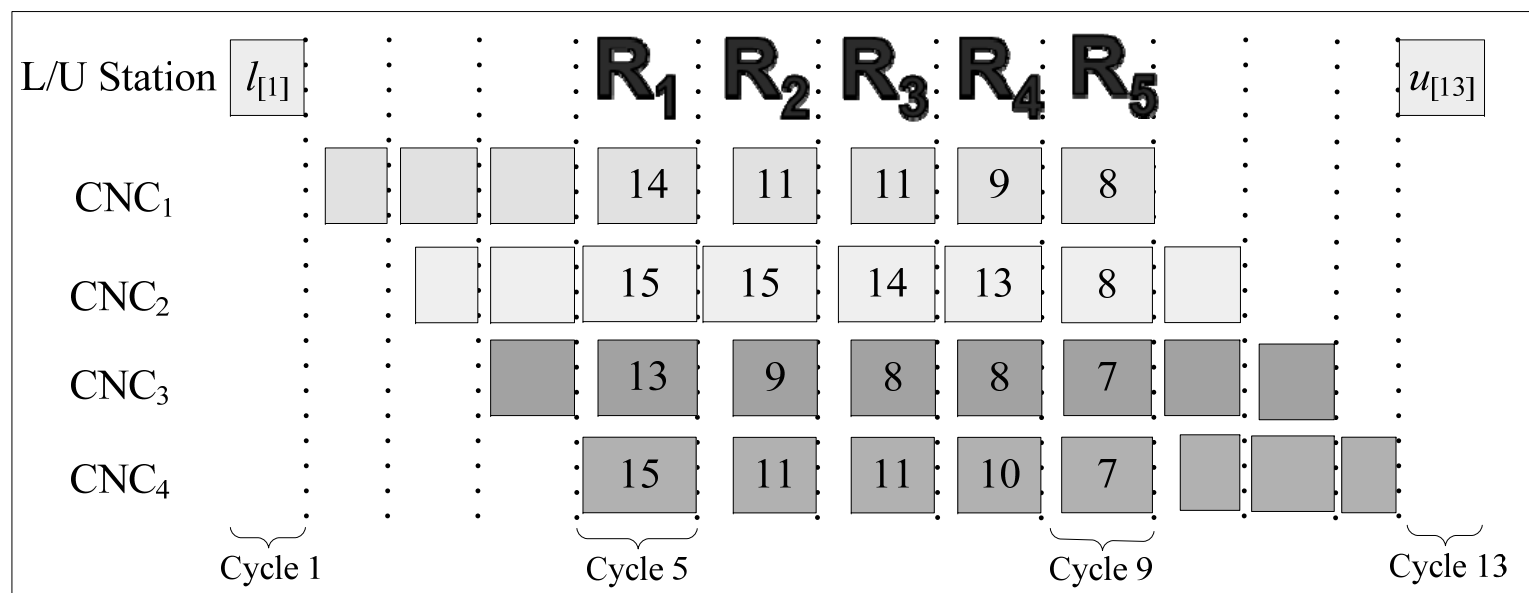 L/U Station l[1] R1 R2 R3 R4 R5 u[13]
CNC1 14 11 11 9 8
CNC2 15 15 14 13 8
CNC3 13 9 8 8 7
CNC4 15 11 11 10 7
Cycle 1 Cycle 5 Cycle 9 Cycle 13